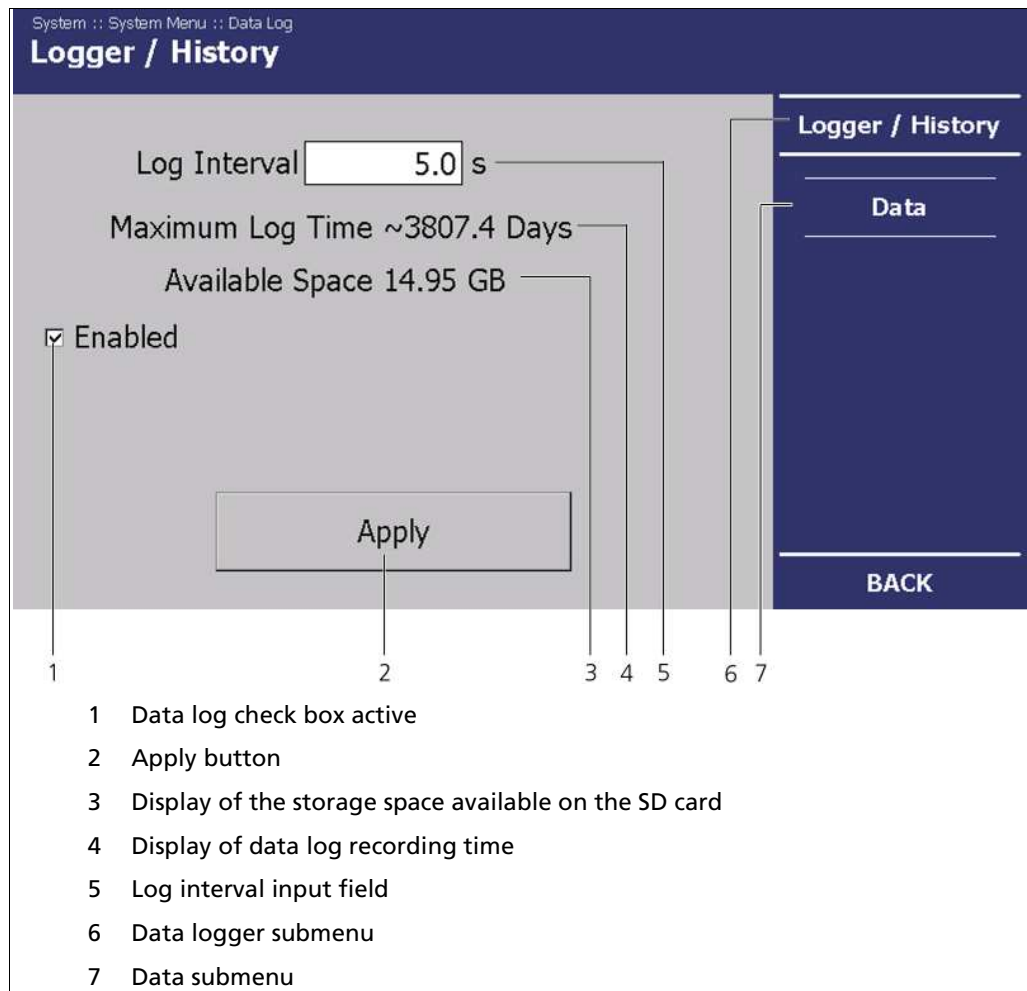 System :: System Menu :: Data Log
Logger / History
Logger / History
Log Interval 5.0 s
Data
Maximum Log Time ~3807.4 Days
Available Space 14.95 GB
Enabled
Apply
BACK
1 2 3 4 5 6 7
1 Data log check box active
2 Apply button
3 Display of the storage space available on the SD card
4 Display of data log recording time
5 Log interval input field
6 Data logger submenu
7 Data submenu